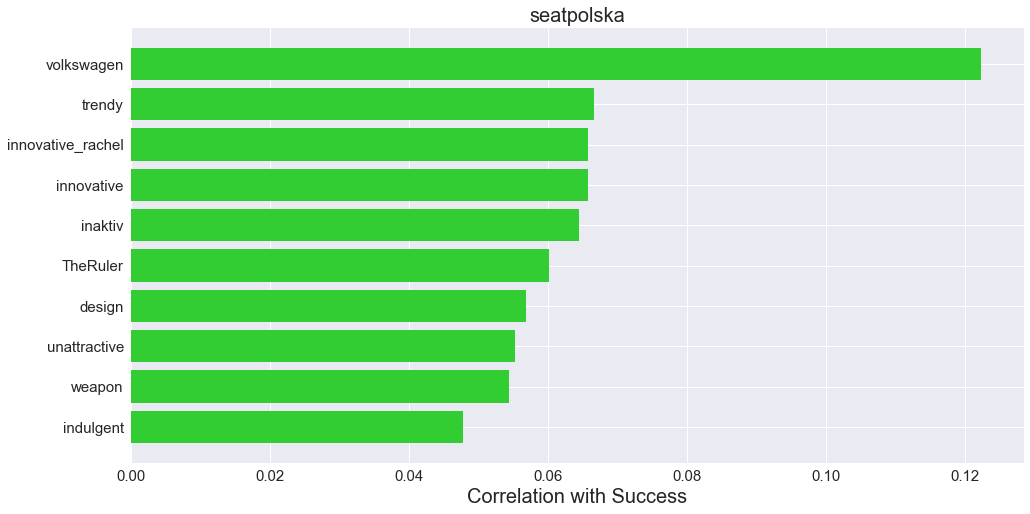 seatpolska
volkswagen
trendy
innovative_rachel
innovative
inaktiv
TheRuler
design
unattractive
weapon
indulgent
0.00 0.02 0.04 0.06 0.08 0.10 0.12
Correlation with Success